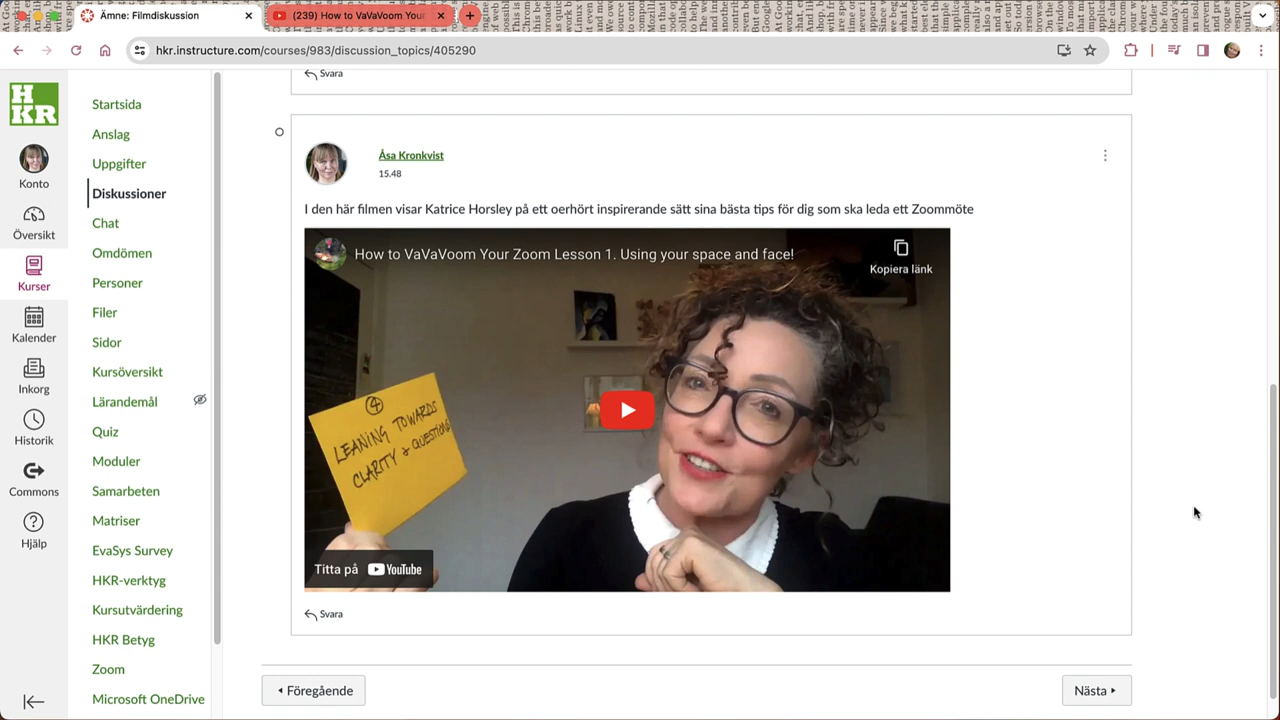 Ämne: Filmdiskussion
(239) How to VaVaVoom Your
hkr.instructure.com/courses/983/discussion_topics/405290
HKR
Konto
Översikt
Kurser
Kalender
Inkorg
Historik
Commons
Hjälp
Startsida
Anslag
Uppgifter
Diskussioner
Chat
Omdömen
Personer
Filer
Sidor
Kursöversikt
Lärandemål
Quiz
Moduler
Samarbeten
Matriser
EvaSys Survey
HKR-verktyg
Kursutvärdering
HKR Betyg
Zoom
Microsoft OneDrive
Svara
Åsa Kronkvist
15.48
I den här filmen visar Katrice Horsley på ett oerhört inspirerande sätt sina bästa tips för dig som ska leda ett Zoommöte
How to VaVaVoom Your Zoom Lesson 1. Using your space and face!
Kopiera länk
4
LEANING TOWARDS
CLARITY & QUESTIONS
Titta på YouTube
Svara
Föregående
Nästa